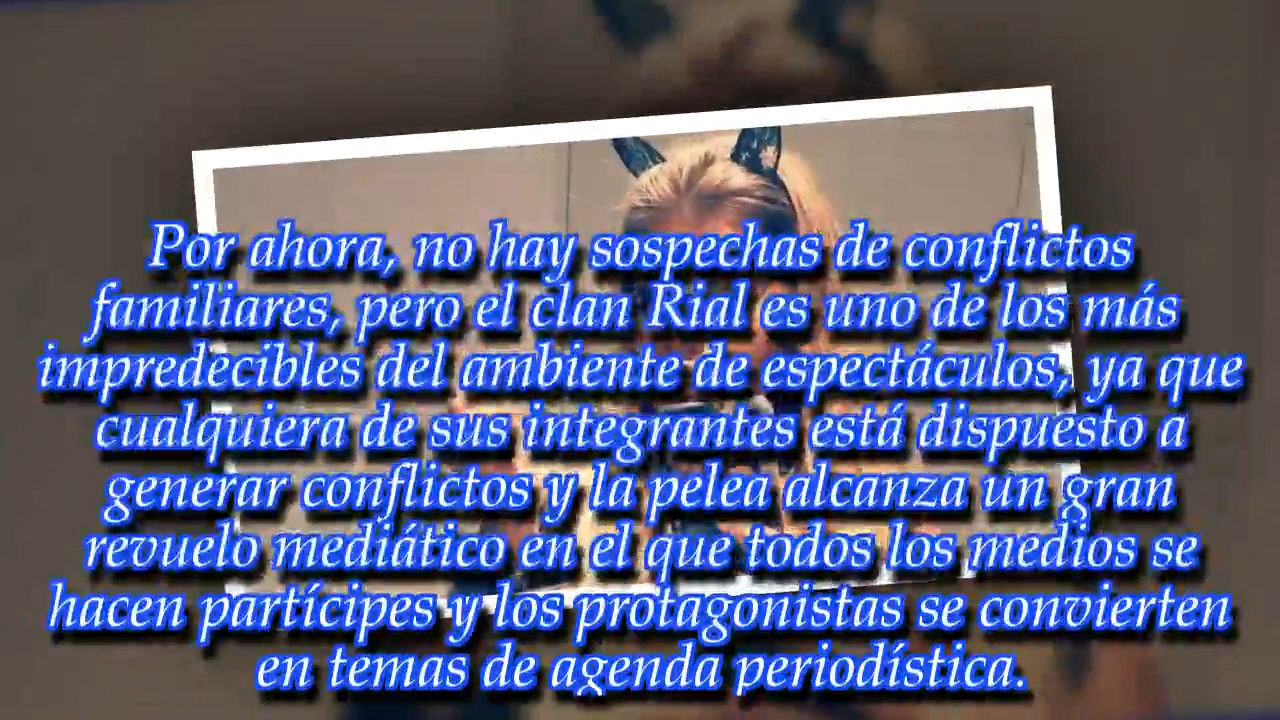 Por ahora, no hay sospechas de conflictos
familiares, pero el clan Rial es uno de los más
impredecibles del ambiente de espectáculos, ya que
cualquiera de sus integrantes está dispuesto a
generar conflictos y la pelea alcanza un gran
revuelo mediático en el que todos los medios se
hacen partícipes y los protagonistas se convierten
en temas de agenda periodística.